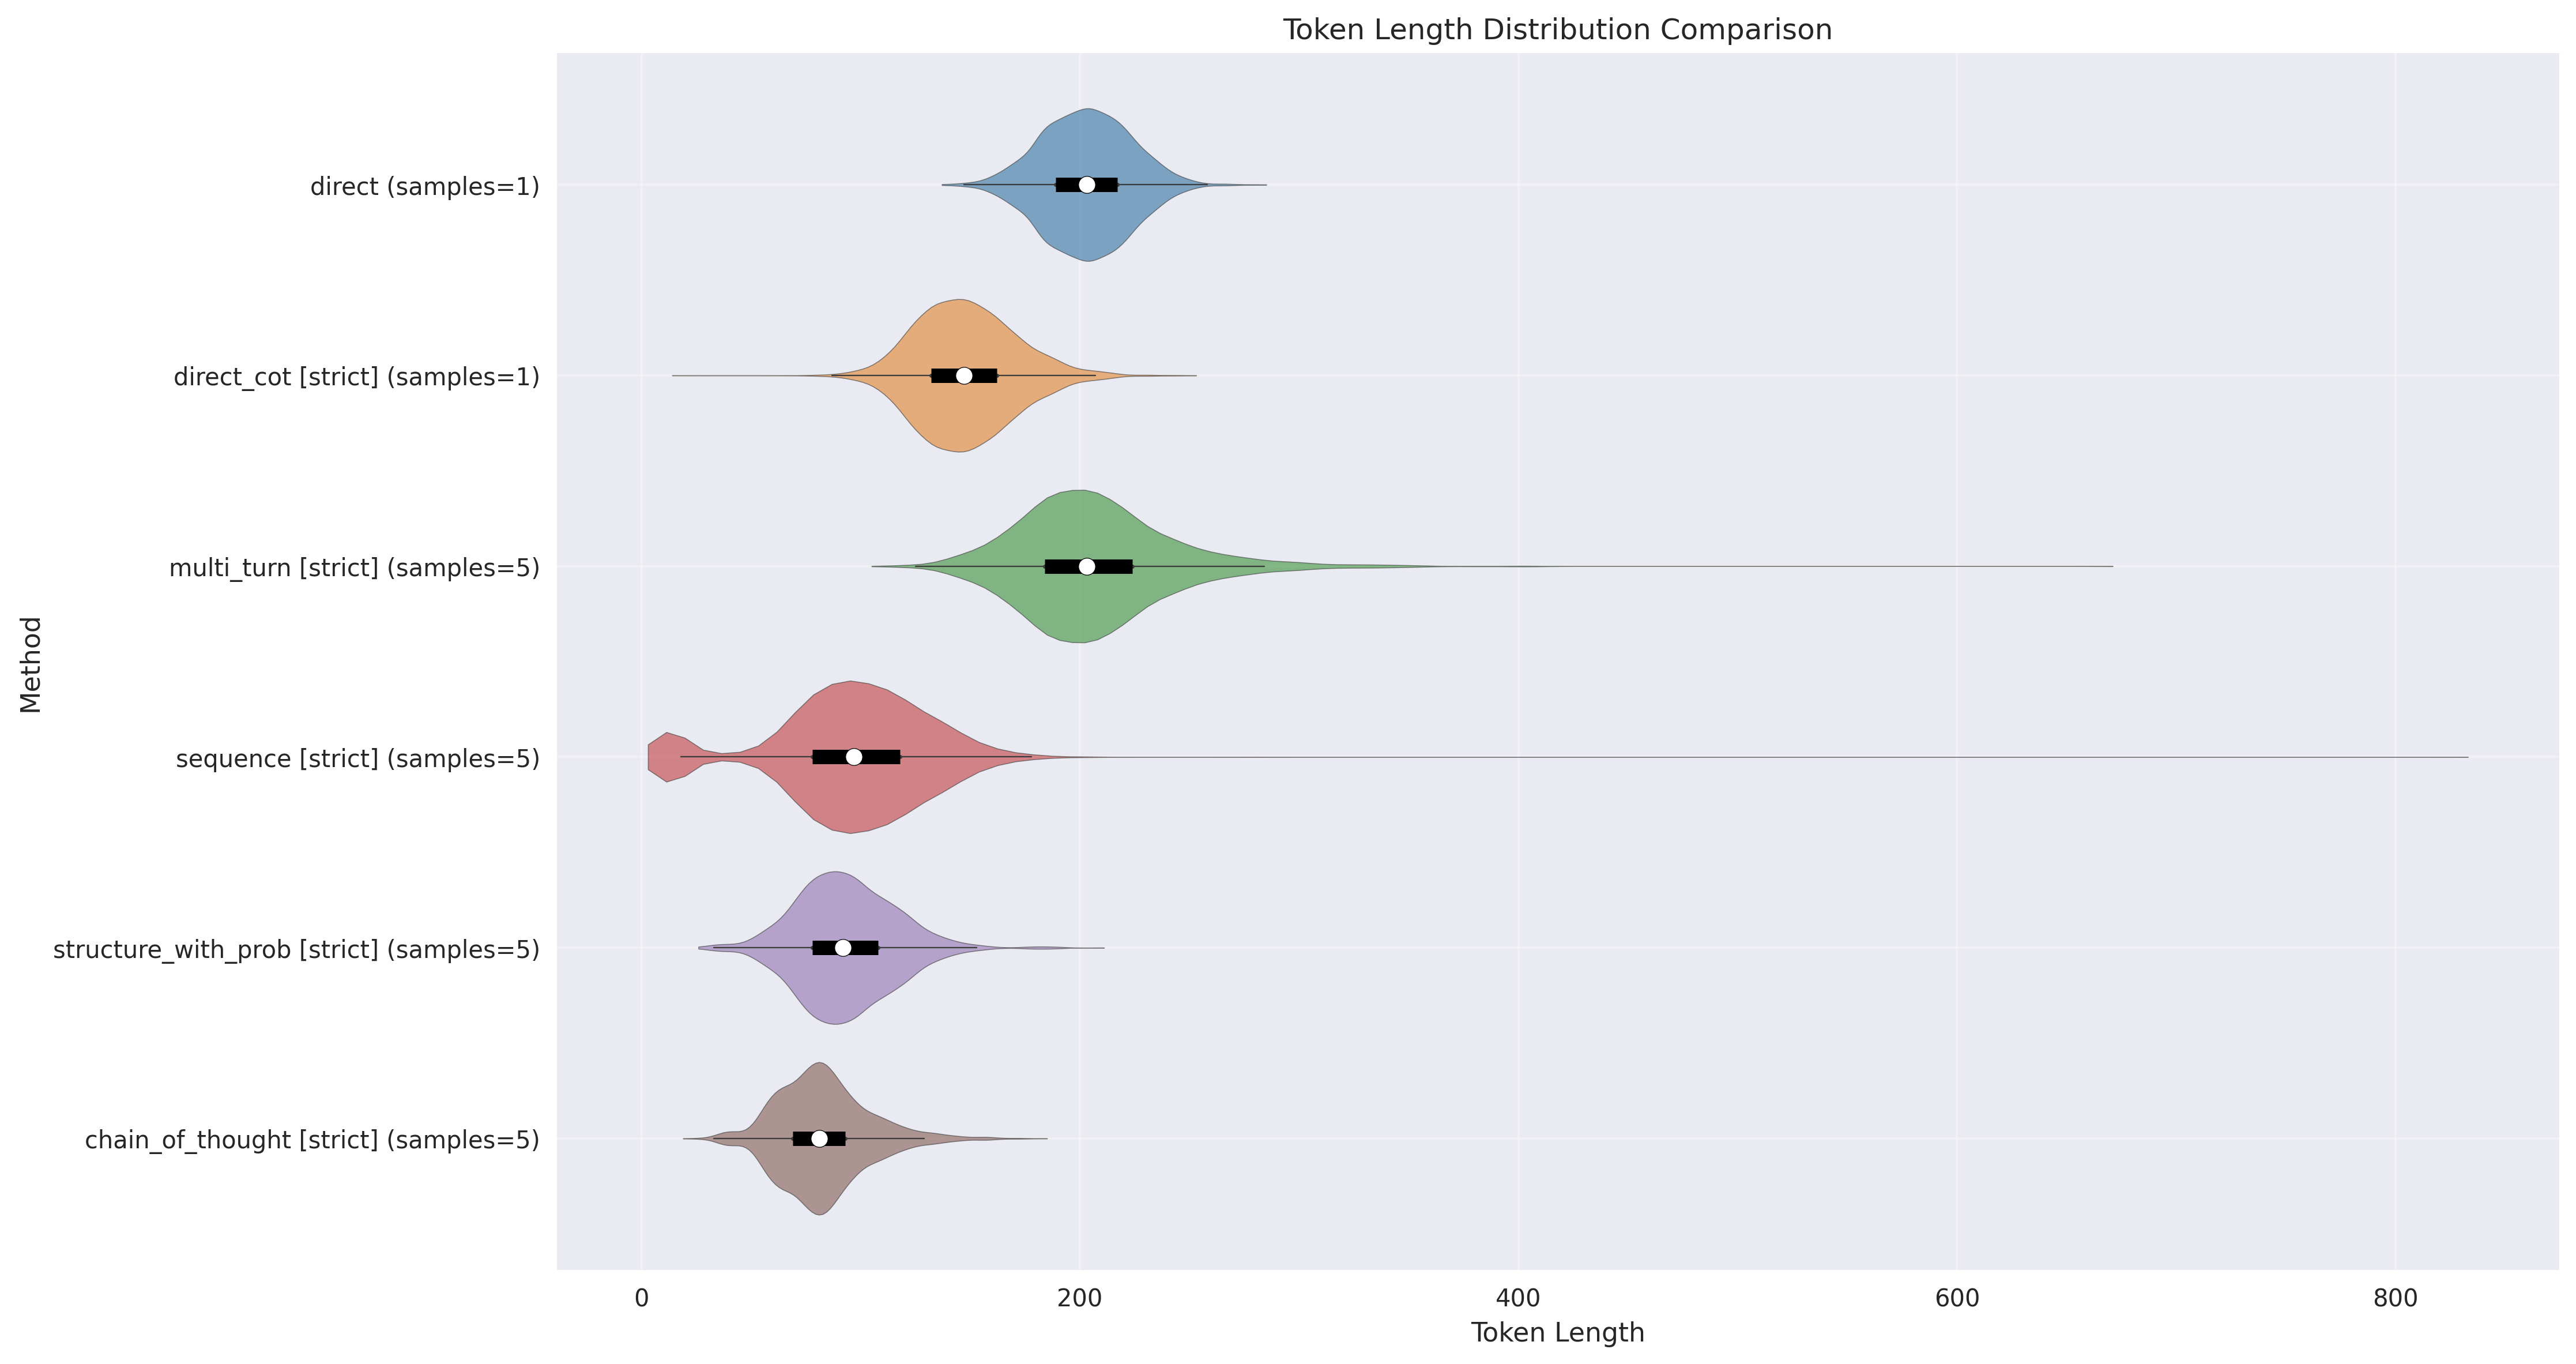 Token Length Distribution Comparison
direct (samples=1)
direct_cot [strict] (samples=1)
multi_turn [strict] (samples=5)
sequence [strict] (samples=5)
structure_with_prob [strict] (samples=5)
chain_of_thought [strict] (samples=5)
Method
0 200 400 600 800
Token Length